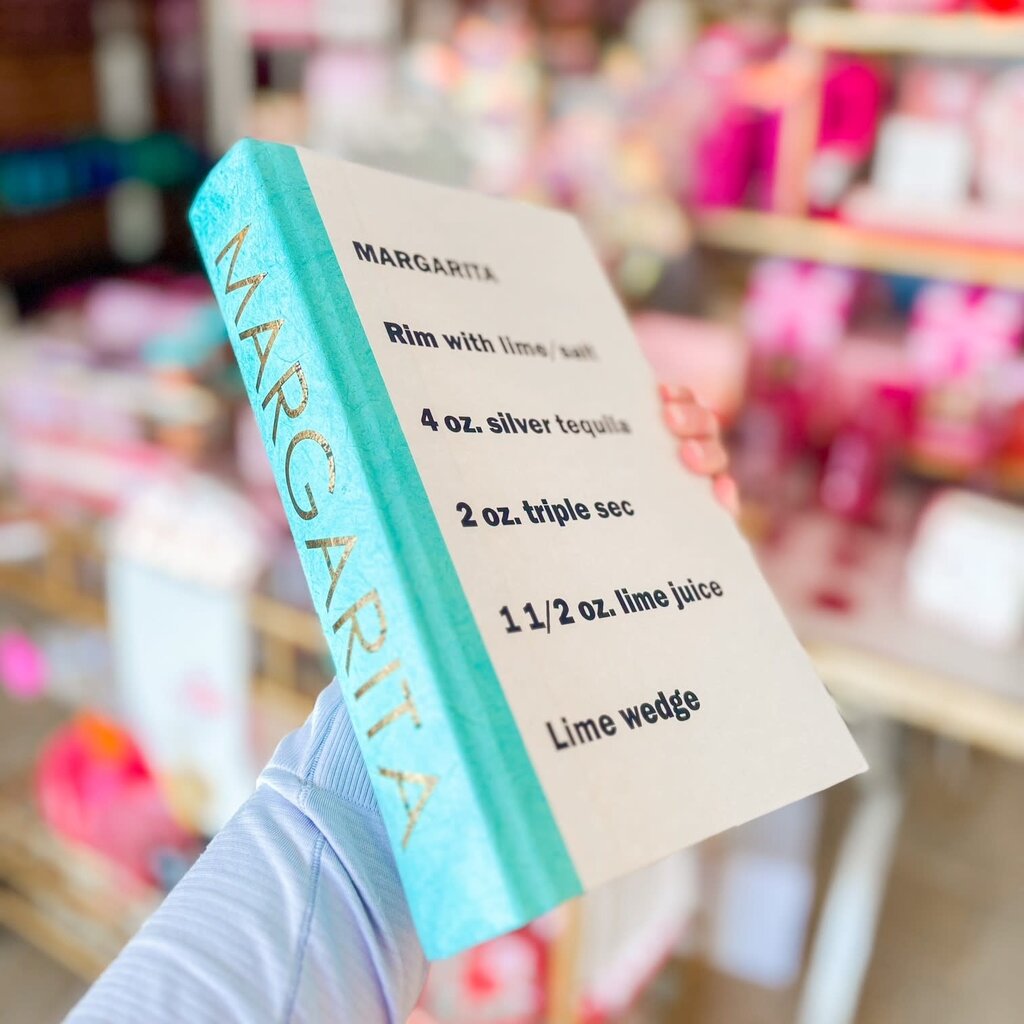 MARGARITA
MARGARITA
Rim with lime/salt
4 oz. silver tequila
2 oz. triple sec
1 1/2 oz. lime juice
Lime wedge